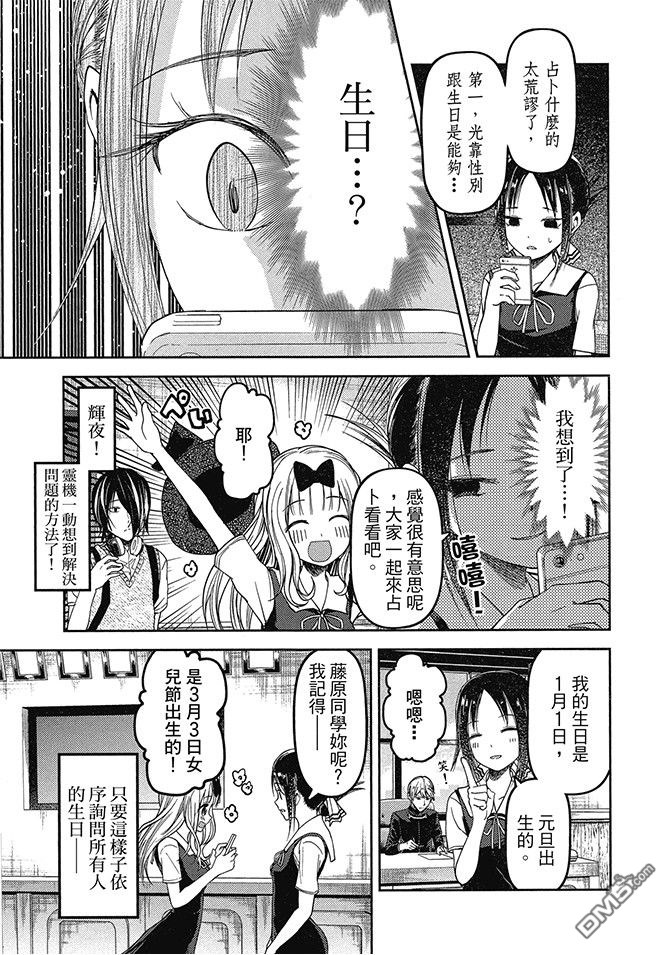 占卜什麼的
太荒謬了，
第一，光靠性別
跟生日是能夠…
生日…？
我想到了…！
嘻嘻！
感覺很有意思呢
，大家一起來占
卜看看吧。
耶！
ぺい
輝夜！
靈機一動想到解決
問題的方法了！
我的生日是
1月1日，
元旦出
生的。
嗯嗯…
笑！
藤原同學妳呢？
我記得——
是3月3日女
兒節出生的！
只要這樣子依
序詢問所有人
的生日——
DM5.com